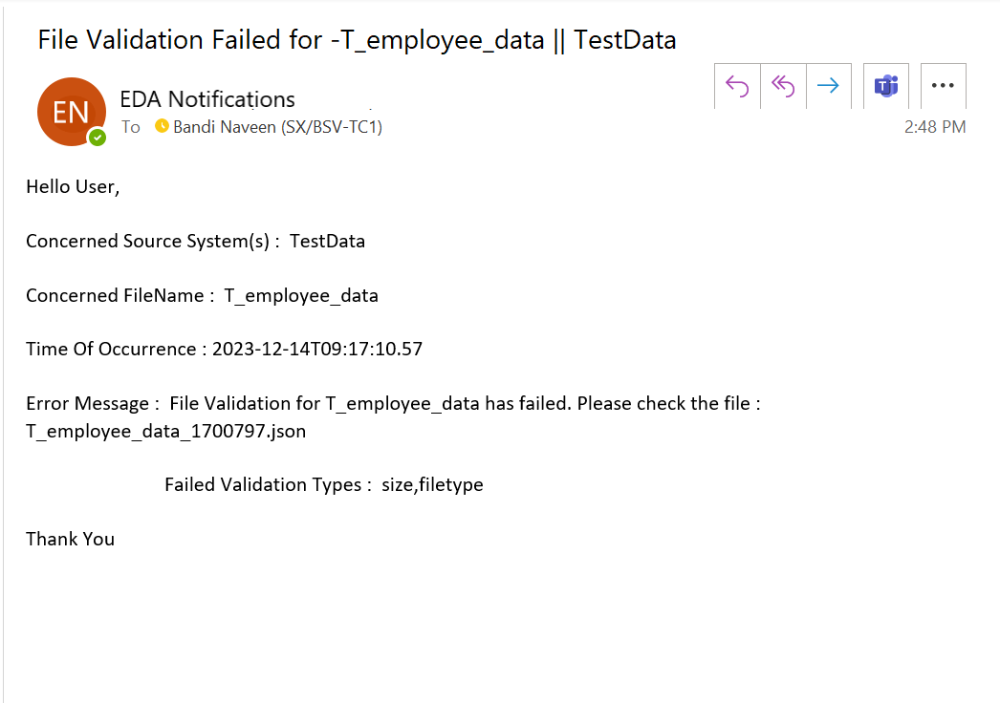 File Validation Failed for -T_employee_data || TestData
EN
EDA Notifications
To Bandi Naveen (SX/BSV-TC1)
2:48 PM
Hello User,
Concerned Source System(s) : TestData
Concerned FileName : T_employee_data
Time Of Occurrence : 2023-12-14T09:17:10.57
Error Message : File Validation for T_employee_data has failed. Please check the file :
T_employee_data_1700797.json
Failed Validation Types : size,filetype
Thank You